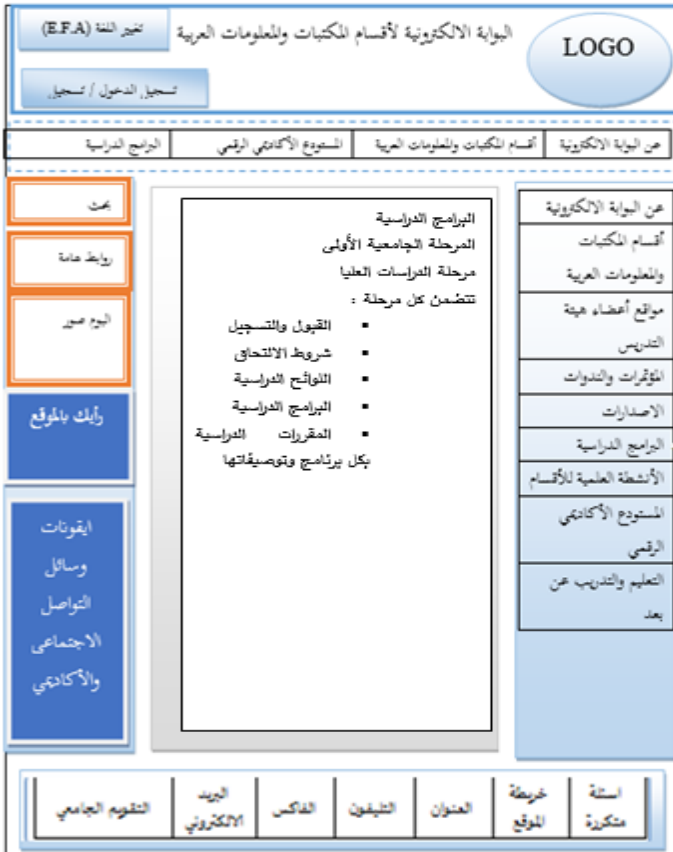 LOGO
البوابة الالكترونية لأقسام المكتبات والمعلومات العربية
تغيير اللغة (E.F.A)
تسجيل الدخول / تسجيل
عن البوابة الالكترونية
أقسام المكتبات والمعلومات العربية
المستودع الأكاديمي الرقمي
البرامج الدراسية
عن البوابة الالكترونية
أقسام المكتبات
والمعلومات العربية
مواقع أعضاء هيئة
التدريس
المؤتمرات والندوات
الاصدارات
البرامج الدراسية
الأنشطة العلمية للأقسام
المستودع الأكاديمي
الرقمي
التعليم والتدريب عن
بعد
البرامج الدراسية
المرحلة الجامعية الأولى
مرحلة الدراسات العليا
تتضمن كل مرحلة :
▪ القبول والتسجيل
▪ شروط الالتحاق
▪ اللوائح الدراسية
▪ البرامج الدراسية
▪ المقررات الدراسية
بكل برنامج وتوصيفاتها
بحث
روابط هامة
البوم صور
رأيك بالموقع
ايقونات
وسائل
التواصل
الاجتماعى
والأكاديمي
اسئلة
متكررة
خريطة
الموقع
العنوان
التليفون
الفاكس
البريد
الالكتروني
التقويم الجامعي